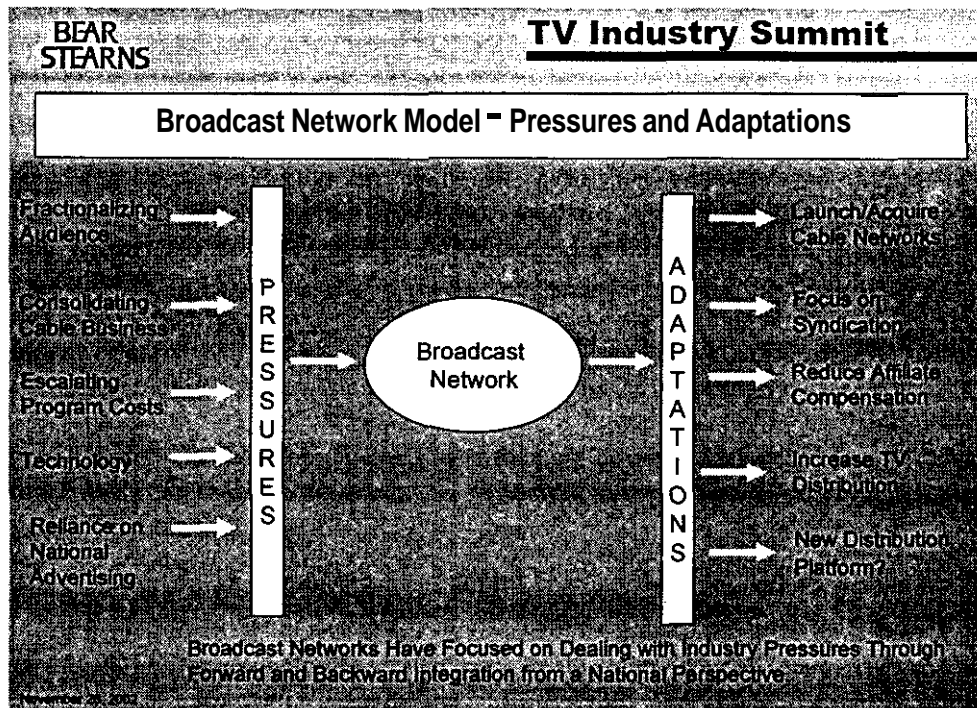 BEAR
STEARNS
TV Industry Summit
Broadcast Network Model - Pressures and Adaptations
Fractionalizing
Audience
Consolidating
Cable Business
Escalating
Program Costs
Technology
Reliance on
National
Advertising
PRESSURES
Broadcast
Network
ADAPTATIONS
Launch/Acquire
Cable Networks
Focus on
Syndication
Reduce Affiliate
Compensation
Increase TV
Distribution
New Distribution
Platform?
Broadcast Networks Have Focused on Dealing with Industry Pressures Through
Forward and Backward Integration from a National Perspective
November 2002